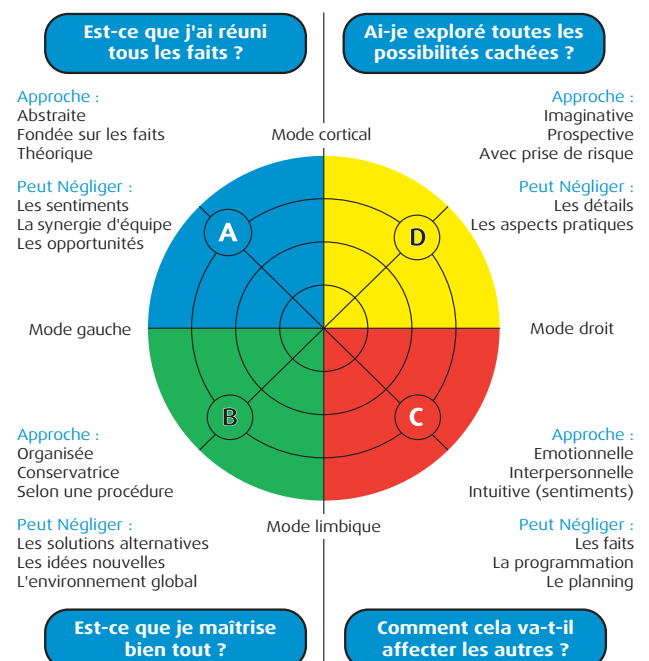 Est-ce que j'ai réuni
tous les faits ?
Ai-je exploré toutes les
possibilités cachées ?
Approche :
Abstraite
Fondée sur les faits
Théorique
Peut Négliger :
Les sentiments
La synergie d'équipe
Les opportunités
Mode cortical
Approche :
Imaginative
Prospective
Avec prise de risque
Peut Négliger :
Les détails
Les aspects pratiques
A
D
Mode gauche
Mode droit
B
C
Approche :
Organisée
Conservatrice
Selon une procédure
Peut Négliger :
Les solutions alternatives
Les idées nouvelles
L'environnement global
Mode limbique
Approche :
Emotionnelle
Interpersonnelle
Intuitive (sentiments)
Peut Négliger :
Les faits
La programmation
Le planning
Est-ce que je maîtrise
bien tout ?
Comment cela va-t-il
affecter les autres ?